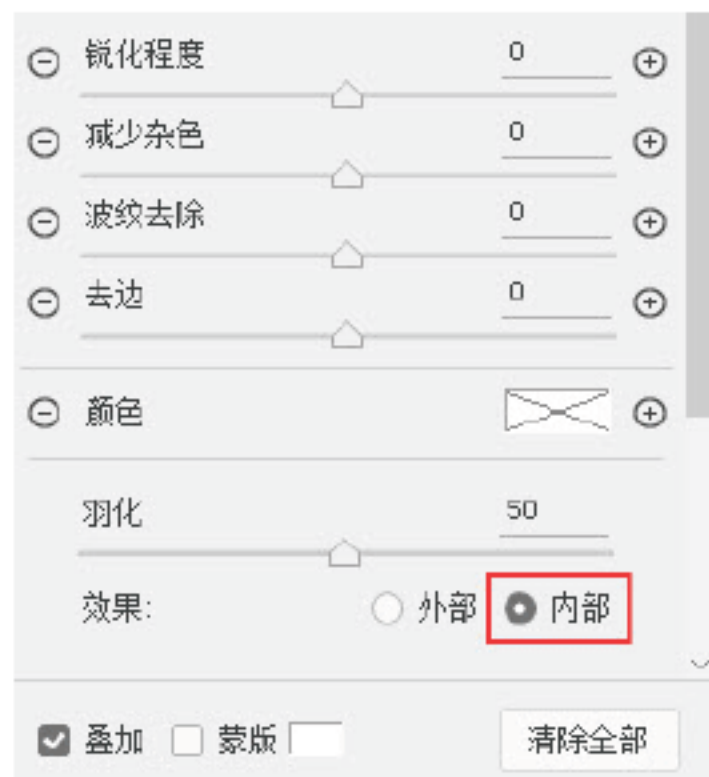 锐化程度 0
减少杂色 0
波纹去除 0
去边 0
颜色
羽化 50
效果: 外部 内部
叠加 蒙版 清除全部